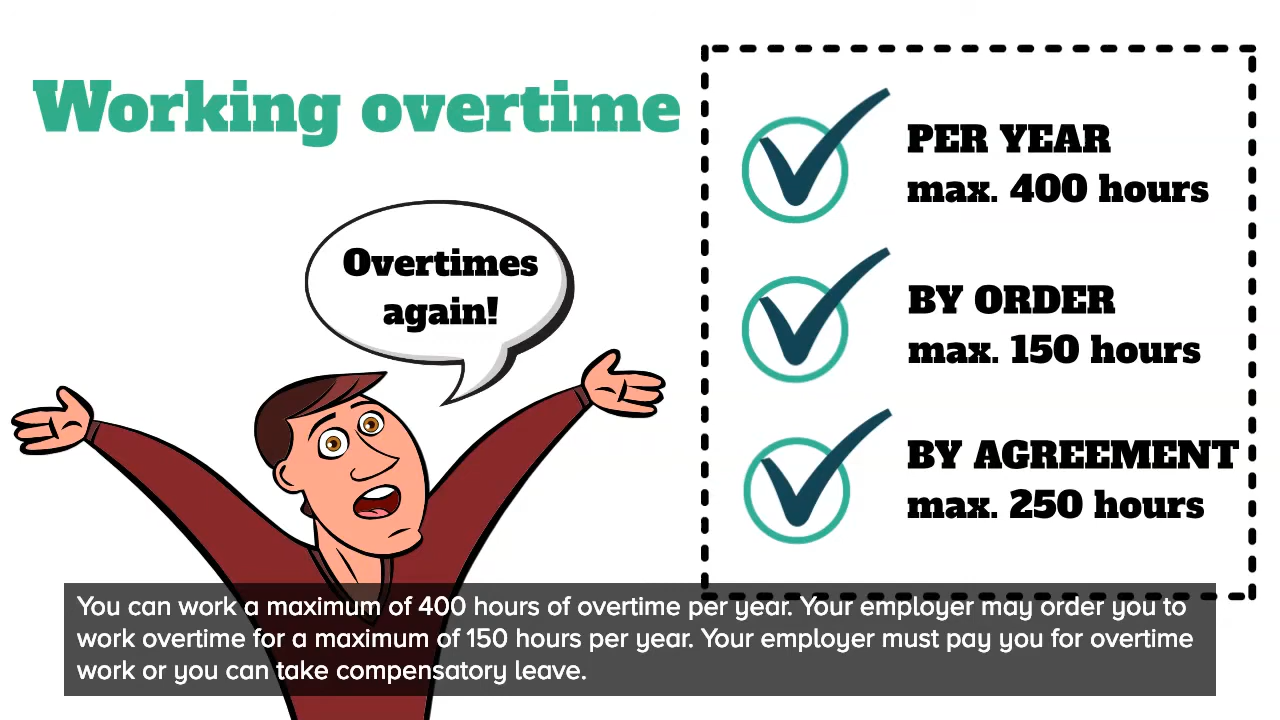 Working overtime
Overtimes
again!
PER YEAR
max. 400 hours
BY ORDER
max. 150 hours
BY AGREEMENT
max. 250 hours
You can work a maximum of 400 hours of overtime per year. Your employer may order you to
work overtime for a maximum of 150 hours per year. Your employer must pay you for overtime
work or you can take compensatory leave.